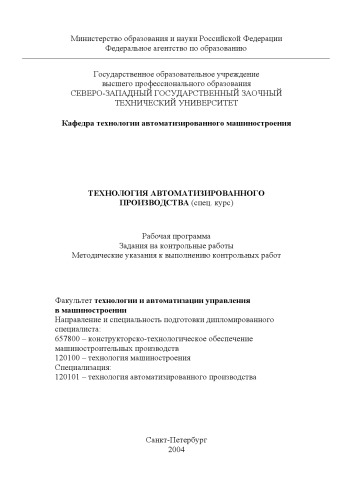 Министерство образования и науки Российской Федерации
Федеральное агентство по образованию
Государственное образовательное учреждение
высшего профессионального образования
СЕВЕРО-ЗАПАДНЫЙ ГОСУДАРСТВЕННЫЙ ЗАОЧНЫЙ
ТЕХНИЧЕСКИЙ УНИВЕРСИТЕТ
Кафедра технологии автоматизированного машиностроения
ТЕХНОЛОГИЯ АВТОМАТИЗИРОВАННОГО
ПРОИЗВОДСТВА (спец. курс)
Рабочая программа
Задания на контрольные работы
Методические указания к выполнению контрольных работ
Факультет технологии и автоматизации управления
в машиностроении
Направление и специальность подготовки дипломированного
специалиста:
657800 – конструкторско-технологическое обеспечение
машиностроительных производств
120100 – технология машиностроения
Специализация:
120101 – технология автоматизированного производства
Санкт-Петербург
2004